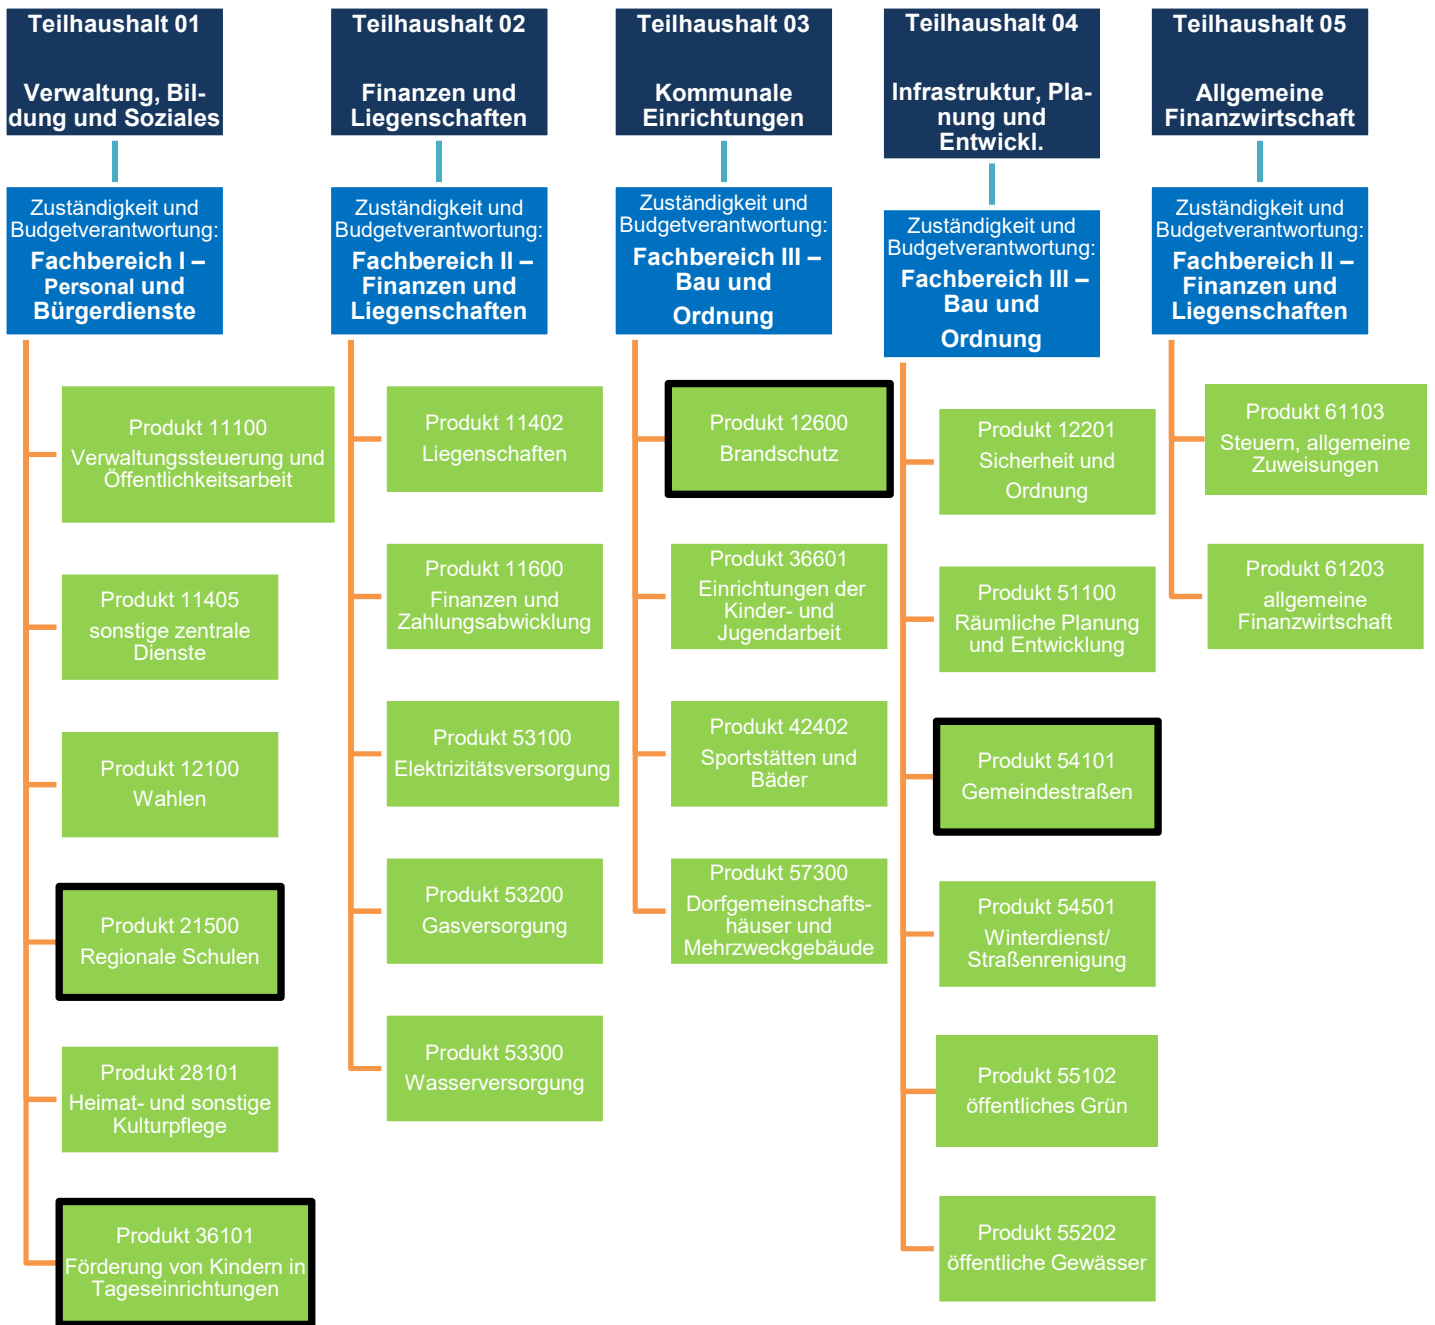 Teilhaushalt 01
Verwaltung, Bil-
dung und Soziales
Zuständigkeit und
Budgetverantwortung:
Fachbereich I –
Personal und
Bürgerdienste
Produkt 11100
Verwaltungssteuerung und
Öffentlichkeitsarbeit
Produkt 11405
sonstige zentrale
Dienste
Produkt 12100
Wahlen
Produkt 21500
Regionale Schulen
Produkt 28101
Heimat- und sonstige
Kulturpflege
Produkt 36101
Förderung von Kindern in
Tageseinrichtungen
Teilhaushalt 02
Finanzen und
Liegenschaften
Zuständigkeit und
Budgetverantwortung:
Fachbereich II –
Finanzen und
Liegenschaften
Produkt 11402
Liegenschaften
Produkt 11600
Finanzen und
Zahlungsabwicklung
Produkt 53100
Elektrizitätsversorgung
Produkt 53200
Gasversorgung
Produkt 53300
Wasserversorgung
Teilhaushalt 03
Kommunale
Einrichtungen
Zuständigkeit und
Budgetverantwortung:
Fachbereich III –
Bau und
Ordnung
Produkt 12600
Brandschutz
Produkt 36601
Einrichtungen der
Kinder- und
Jugendarbeit
Produkt 42402
Sportstätten und
Bäder
Produkt 57300
Dorfgemeinschafts-
häuser und
Mehrzweckgebäude
Teilhaushalt 04
Infrastruktur, Pla-
nung und
Entwickl.
Zuständigkeit und
Budgetverantwortung:
Fachbereich III –
Bau und
Ordnung
Produkt 12201
Sicherheit und
Ordnung
Produkt 51100
Räumliche Planung
und Entwicklung
Produkt 54101
Gemeindestraßen
Produkt 54501
Winterdienst/
Straßenrenigung
Produkt 55102
öffentliches Grün
Produkt 55202
öffentliche Gewässer
Teilhaushalt 05
Allgemeine
Finanzwirtschaft
Zuständigkeit und
Budgetverantwortung:
Fachbereich II –
Finanzen und
Liegenschaften
Produkt 61103
Steuern, allgemeine
Zuweisungen
Produkt 61203
allgemeine
Finanzwirtschaft